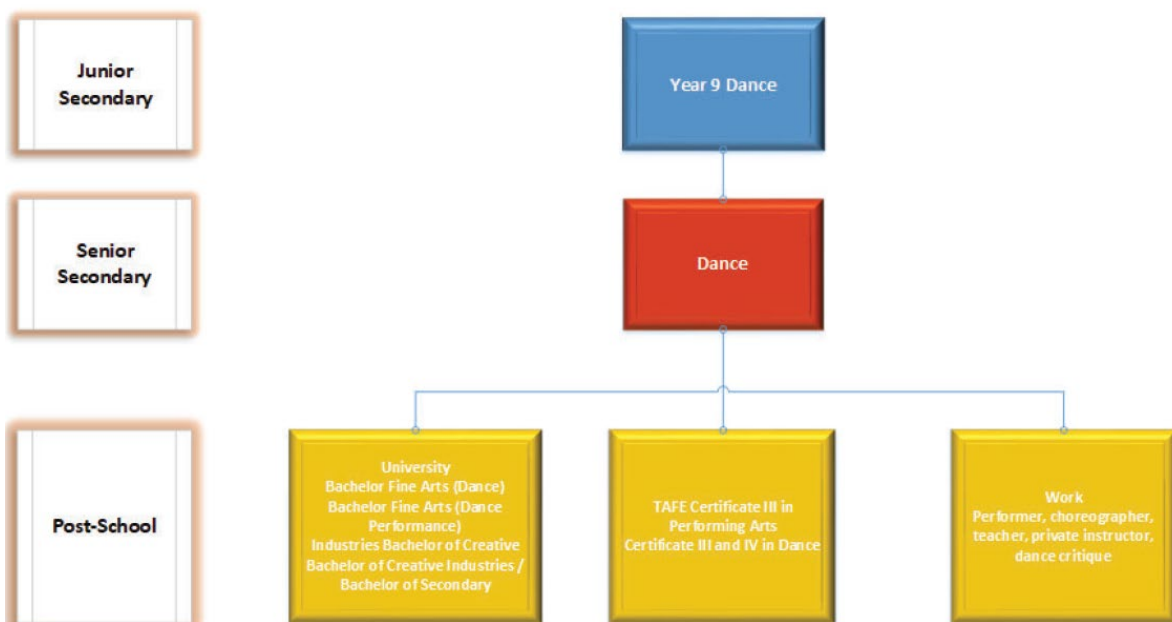 Junior
Secondary
Year 9 Dance
Senior
Secondary
Dance
Post-School
University
Bachelor Fine Arts (Dance)
Bachelor Fine Arts (Dance
Performance)
Industries Bachelor of Creative
Bachelor of Creative Industries /
Bachelor of Secondary
TAFE Certificate III in
Performing Arts
Certificate III and IV in Dance
Work
Performer, choreographer,
teacher, private instructor,
dance critique